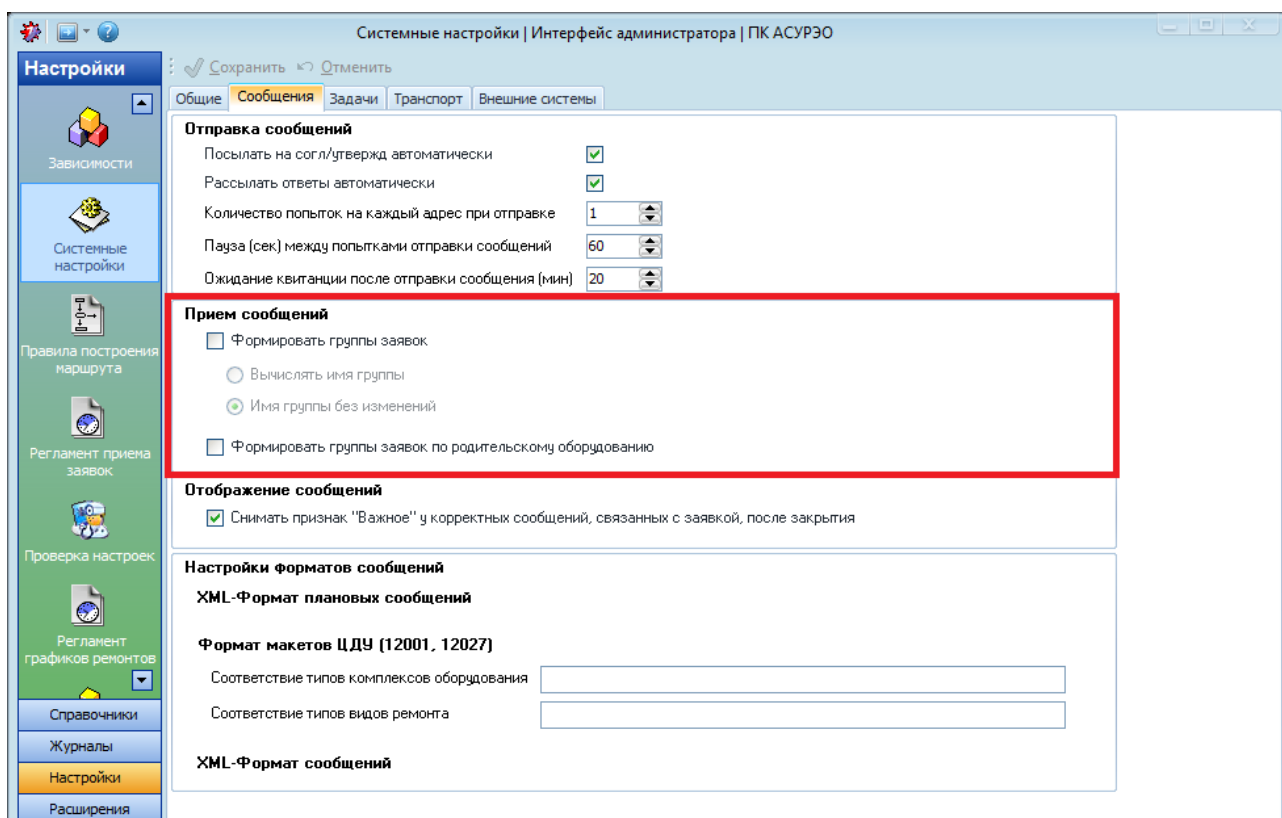 Системные настройки | Интерфейс администратора | ПК АСУРЭО
Настройки
Сохранить Отменить
Общие Сообщения Задачи Транспорт Внешние системы
Зависимости
Системные
настройки
Правила построения
маршрута
Регламент приема
заявок
Проверка настроек
Регламент
графиков ремонтов
Справочники
Журналы
Настройки
Расширения
Отправка сообщений
Посылать на согл/утвержд автоматически
Рассылать ответы автоматически
Количество попыток на каждый адрес при отправке 1
Пауза (сек) между попытками отправки сообщений 60
Ожидание квитанции после отправки сообщения (мин) 20
Прием сообщений
Формировать группы заявок
Вычислять имя группы
Имя группы без изменений
Формировать группы заявок по родительскому оборудованию
Отображение сообщений
Снимать признак "Важное" у корректных сообщений, связанных с заявкой, после закрытия
Настройки форматов сообщений
XML-Формат плановых сообщений
Формат макетов ЦДУ (12001, 12027)
Соответствие типов комплексов оборудования
Соответствие типов видов ремонта
XML-Формат сообщений